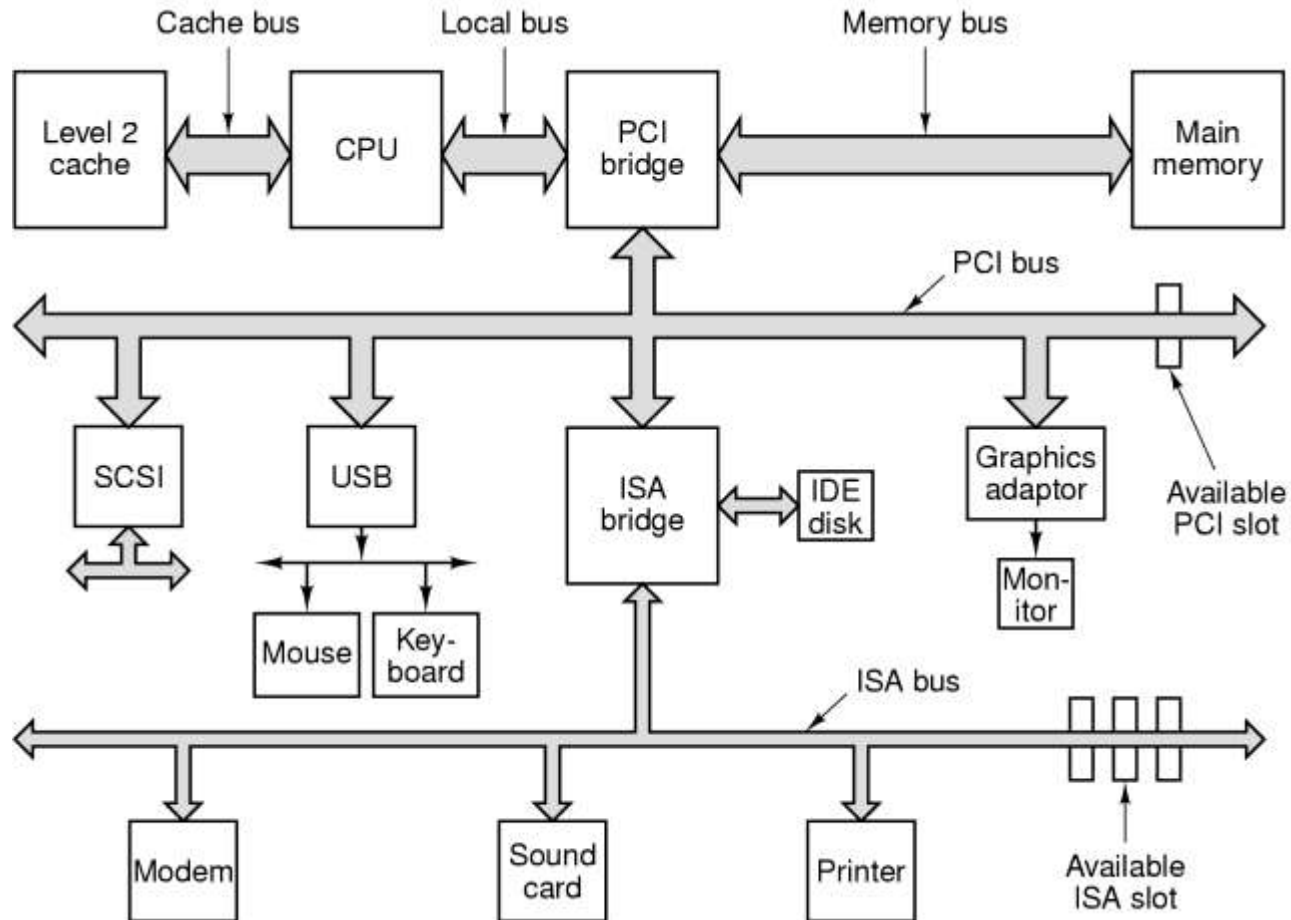 Cache bus
Local bus
Memory bus
Level 2
cache
CPU
PCI
bridge
Main
memory
PCI bus
SCSI
USB
ISA
bridge
IDE
disk
Graphics
adaptor
Available
PCI slot
Mon-
itor
Mouse
Key-
board
ISA bus
Modem
Sound
card
Printer
Available
ISA slot